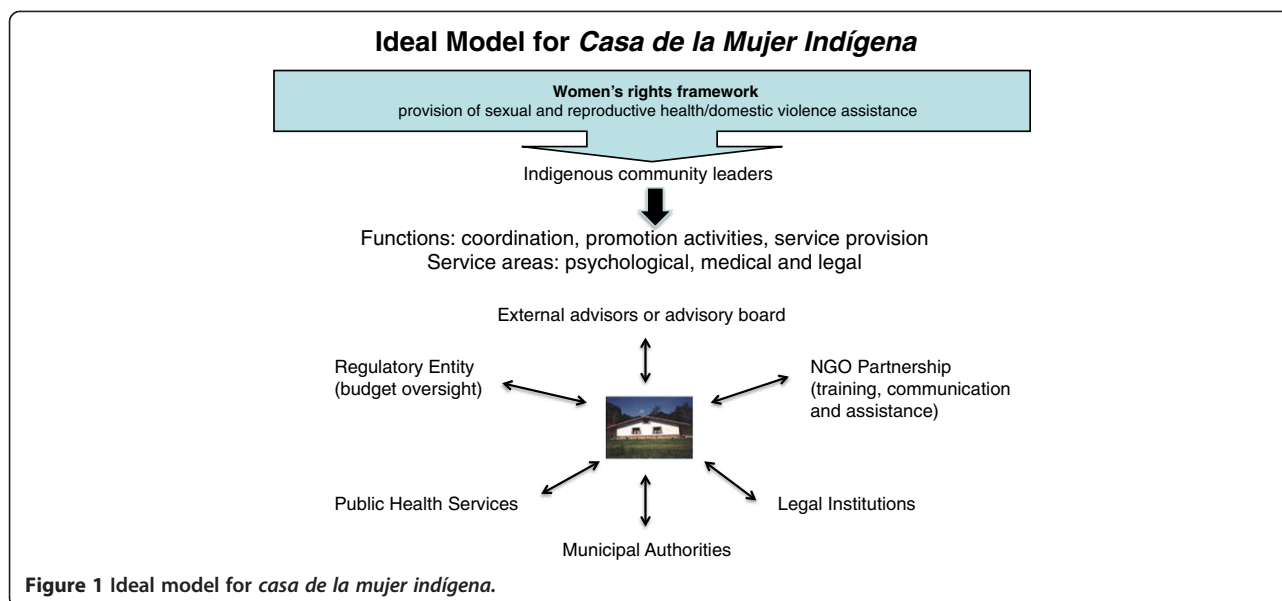 Ideal Model for Casa de la Mujer Indígena
Women's rights framework
provision of sexual and reproductive health/domestic violence assistance
Indigenous community leaders
Functions: coordination, promotion activities, service provision
Service areas: psychological, medical and legal
External advisors or advisory board
Regulatory Entity
(budget oversight)
NGO Partnership
(training, communication
and assistance)
Public Health Services
Legal Institutions
Municipal Authorities
Figure 1 Ideal model for casa de la mujer indígena.